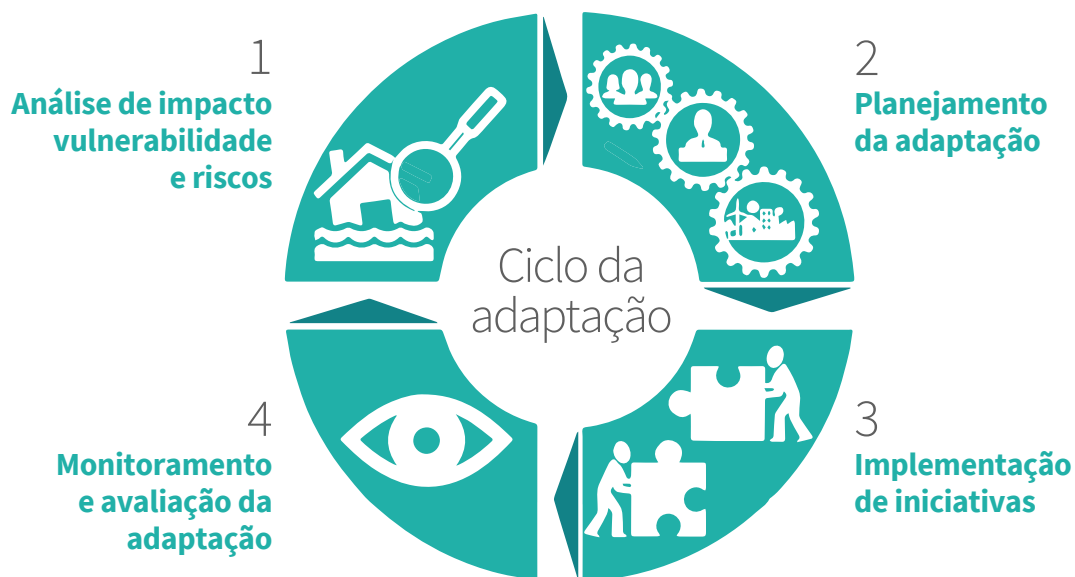 1
Análise de impacto
vulnerabilidade
e riscos
2
Planejamento
da adaptação
Ciclo da
adaptação
3
Implementação
de iniciativas
4
Monitoramento
e avaliação da
adaptação